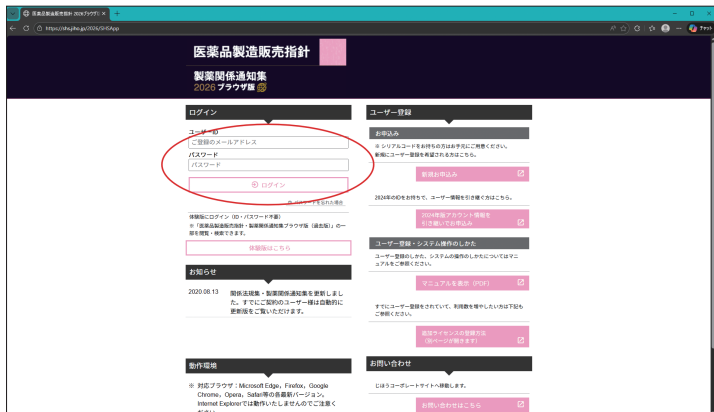 医薬品製造販売指針 2026ブラウザ版
https://shs.jiho.jp/2026/SHSApp
チャット
医薬品製造販売指針
製薬関係通知集
2026 ブラウザ版
ログイン
ユーザーID
ご登録のメールアドレス
パスワード
パスワード
ログイン
パスワードを忘れた場合
体験版にログイン（ID・パスワード不要）
※「医薬品製造販売指針・製薬関係通知集ブラウザ版（過去版）」の一
部を閲覧・検索できます。
体験版はこちら
お知らせ
2020.08.13 関係法規集・製薬関係通知集を更新しまし
た。すでにご契約のユーザー様は自動的に
更新版をご覧いただけます。
動作環境
※ 対応ブラウザ：Microsoft Edge，Firefox，Google
Chrome，Opera，Safari等の各最新バージョン。
Internet Explorerでは動作いたしませんのでご注意く
ださい
ユーザー登録
お申込み
※ シリアルコードをお持ちの方はお手元にご用意ください。
新規にユーザー登録を希望される方はこちら。
新規お申込み
2024年のIDをお持ちで、ユーザー情報を引き継ぐ方はこちら。
2024年版アカウント情報を
引き継いでお申込み
ユーザー登録・システム操作のしかた
ユーザー登録のしかた、システムの操作のしかたについてはマニ
ュアルをご参照ください。
マニュアルを表示（PDF）
すでにユーザー登録をされていて、利用数を増やしたい方は下記も
ご参照ください。
追加ライセンスの登録方法
（別ページが開きます）
お問い合わせ
じほうコーポレートサイトへ移動します。
お問い合わせはこちら